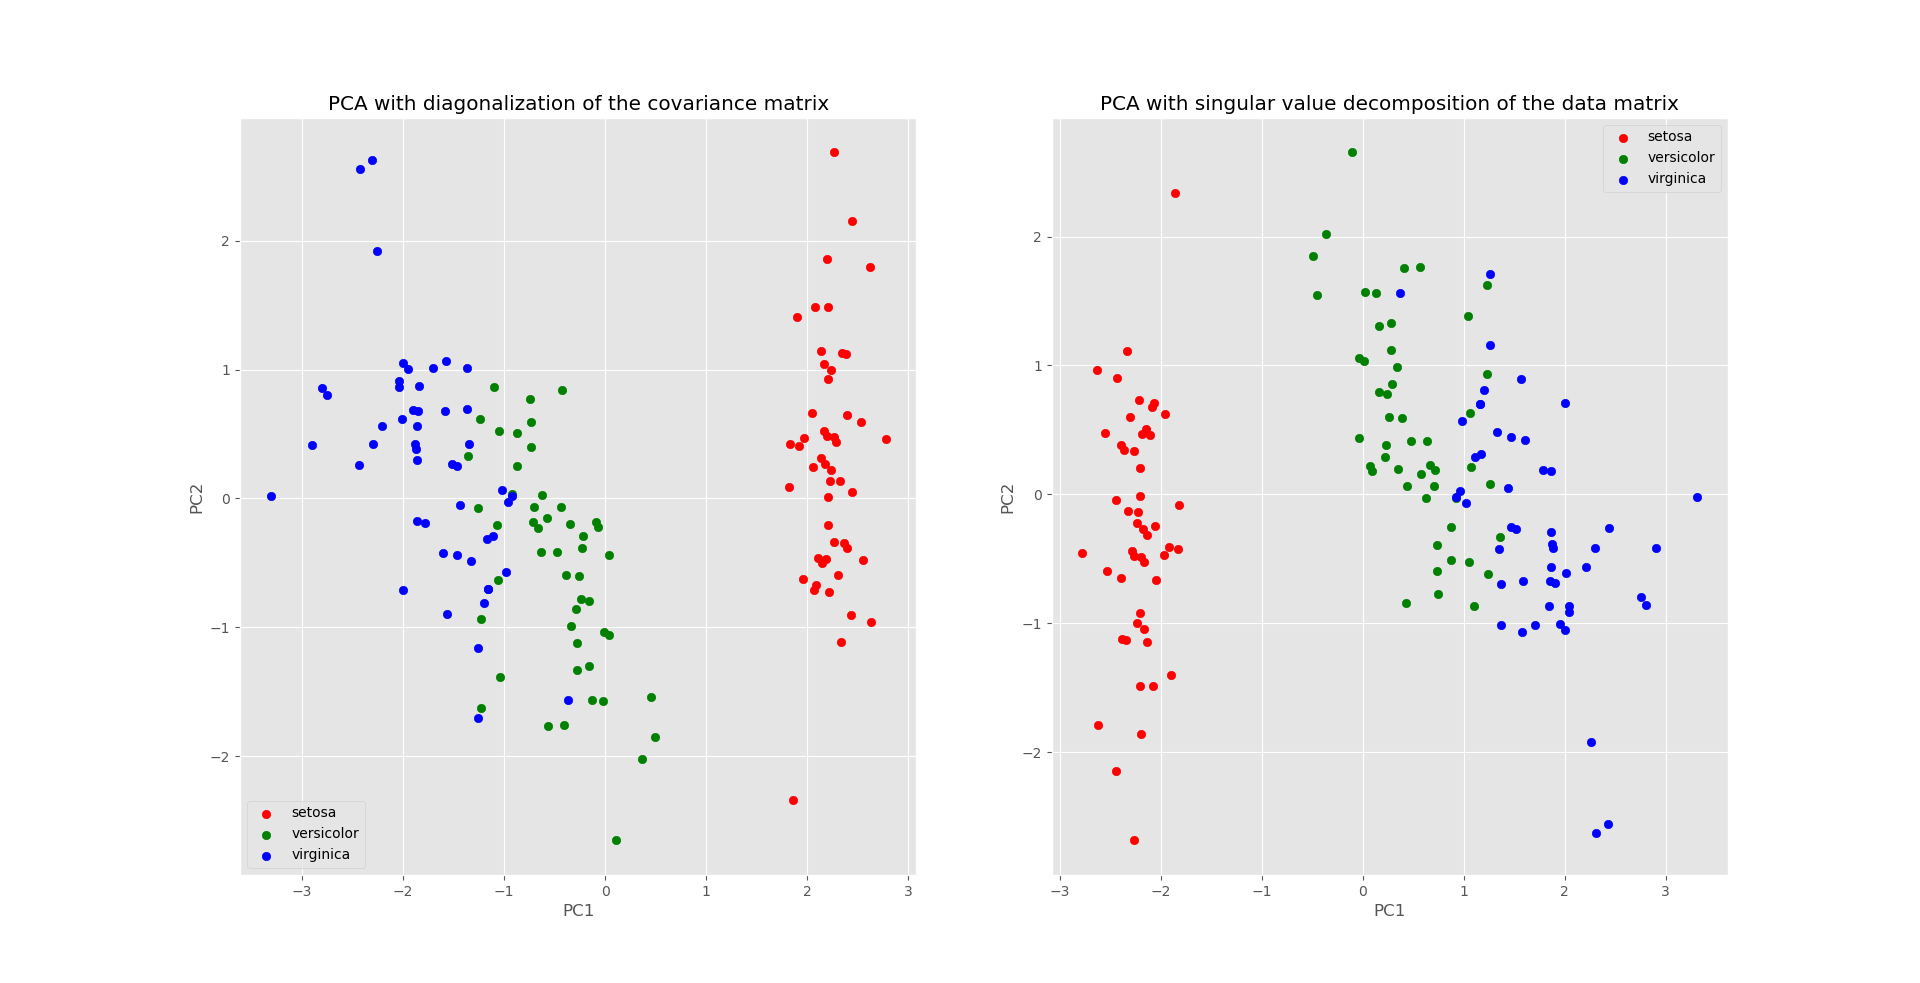 PCA with diagonalization of the covariance matrix
PC2
2
1
0
−1
−2
setosa
versicolor
virginica
−3 −2 −1 0 1 2 3
PC1
PCA with singular value decomposition of the data matrix
setosa
versicolor
virginica
PC2
2
1
0
−1
−2
−3 −2 −1 0 1 2 3
PC1